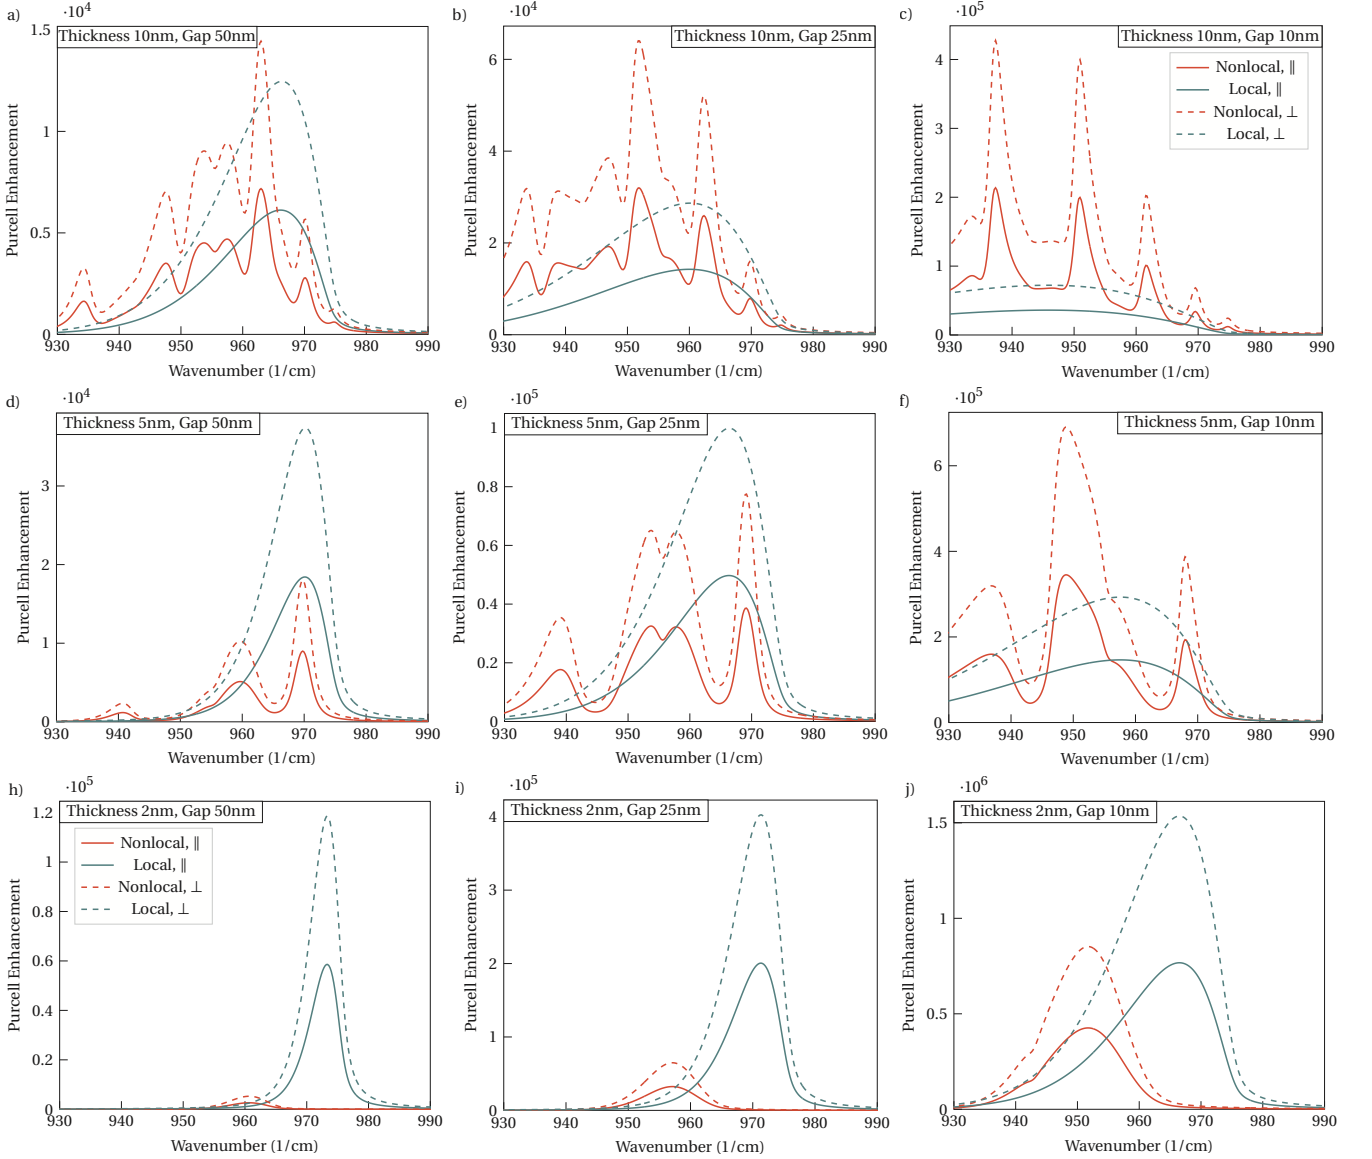 a)
·10^4
Thickness 10nm, Gap 50nm
1.5
1
0.5
0
Purcell Enhancement
930 940 950 960 970 980 990
Wavenumber (1/cm)
b)
·10^4
Thickness 10nm, Gap 25nm
6
4
2
0
Purcell Enhancement
930 940 950 960 970 980 990
Wavenumber (1/cm)
c)
·10^5
Thickness 10nm, Gap 10nm
Nonlocal, ∥
Local, ∥
Nonlocal, ⊥
Local, ⊥
4
3
2
1
0
Purcell Enhancement
930 940 950 960 970 980 990
Wavenumber (1/cm)
d)
·10^4
Thickness 5nm, Gap 50nm
3
2
1
0
Purcell Enhancement
930 940 950 960 970 980 990
Wavenumber (1/cm)
e)
·10^5
Thickness 5nm, Gap 25nm
1
0.8
0.6
0.4
0.2
0
Purcell Enhancement
930 940 950 960 970 980 990
Wavenumber (1/cm)
f)
·10^5
Thickness 5nm, Gap 10nm
6
4
2
0
Purcell Enhancement
930 940 950 960 970 980 990
Wavenumber (1/cm)
h)
·10^5
Thickness 2nm, Gap 50nm
Nonlocal, ∥
Local, ∥
Nonlocal, ⊥
Local, ⊥
1.2
1
0.8
0.6
0.4
0.2
0
Purcell Enhancement
930 940 950 960 970 980 990
Wavenumber (1/cm)
i)
·10^5
Thickness 2nm, Gap 25nm
4
3
2
1
0
Purcell Enhancement
930 940 950 960 970 980 990
Wavenumber (1/cm)
j)
·10^6
Thickness 2nm, Gap 10nm
1.5
1
0.5
0
Purcell Enhancement
930 940 950 960 970 980 990
Wavenumber (1/cm)